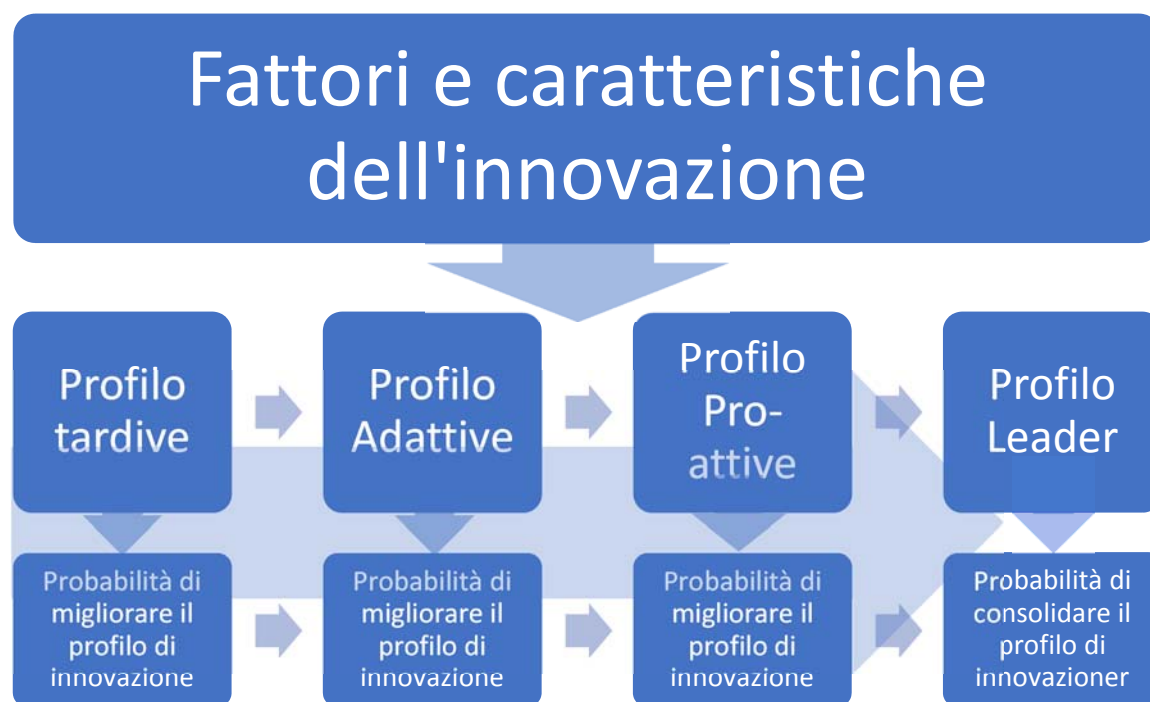 Fattori e caratteristiche
dell'innovazione
Profilo
tardive
Profilo
Adattive
Profilo
Pro-
attive
Profilo
Leader
Probabilità di
migliorare il
profilo di
innovazione
Probabilità di
migliorare il
profilo di
innovazione
Probabilità di
migliorare il
profilo di
innovazione
Probabilità di
consolidare il
profilo di
innovazioner